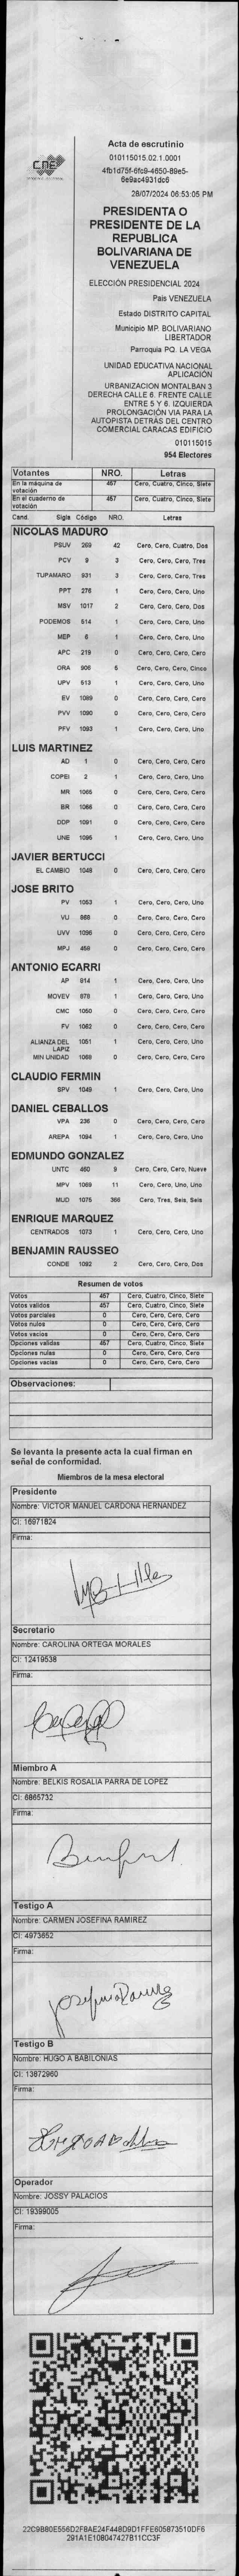 CNE
Acta de escrutinio
010115015.02.1.0001
4fb1d75f-6fc9-4650-89e5-
6e9ac4931dc6
28/07/2024 06:53:05 PM
PRESIDENTA O
PRESIDENTE DE LA
REPUBLICA
BOLIVARIANA DE
VENEZUELA
ELECCIÓN PRESIDENCIAL 2024
Pais VENEZUELA
Estado DISTRITO CAPITAL
Municipio MP. BOLIVARIANO
LIBERTADOR
Parroquia PQ. LA VEGA
UNIDAD EDUCATIVA NACIONAL
APLICACIÓN
URBANIZACION MONTALBAN 3
DERECHA CALLE 6. FRENTE CALLE
ENTRE 5 Y 6. IZQUIERDA
PROLONGACIÓN VIA PARA LA
AUTOPISTA DETRÁS DEL CENTRO
COMERCIAL CARACAS EDIFICIO
010115015
954 Electores
Votantes NRO. Letras
En la máquina de votación 457 Cero, Cuatro, Cinco, Siete
En el cuaderno de votación 457 Cero, Cuatro, Cinco, Siete
Cand. Sigla Código NRO. Letras
NICOLAS MADURO
PSUV 269 42 Cero, Cero, Cuatro, Dos
PCV 9 3 Cero, Cero, Cero, Tres
TUPAMARO 931 3 Cero, Cero, Cero, Tres
PPT 276 1 Cero, Cero, Cero, Uno
MSV 1017 2 Cero, Cero, Cero, Dos
PODEMOS 514 1 Cero, Cero, Cero, Uno
MEP 6 1 Cero, Cero, Cero, Uno
APC 219 0 Cero, Cero, Cero, Cero
ORA 906 5 Cero, Cero, Cero, Cinco
UPV 513 1 Cero, Cero, Cero, Uno
EV 1089 0 Cero, Cero, Cero, Cero
PVV 1090 0 Cero, Cero, Cero, Cero
PFV 1093 1 Cero, Cero, Cero, Uno
LUIS MARTINEZ
AD 1 0 Cero, Cero, Cero, Cero
COPEI 2 1 Cero, Cero, Cero, Uno
MR 1065 0 Cero, Cero, Cero, Cero
BR 1066 0 Cero, Cero, Cero, Cero
DDP 1091 0 Cero, Cero, Cero, Cero
UNE 1095 1 Cero, Cero, Cero, Uno
JAVIER BERTUCCI
EL CAMBIO 1048 0 Cero, Cero, Cero, Cero
JOSE BRITO
PV 1053 1 Cero, Cero, Cero, Uno
VU 868 0 Cero, Cero, Cero, Cero
UVV 1096 0 Cero, Cero, Cero, Cero
MPJ 459 0 Cero, Cero, Cero, Cero
ANTONIO ECARRI
AP 914 1 Cero, Cero, Cero, Uno
MOVEV 978 1 Cero, Cero, Cero, Uno
CMC 1050 0 Cero, Cero, Cero, Cero
FV 1062 0 Cero, Cero, Cero, Cero
ALIANZA DEL LAPIZ 1051 1 Cero, Cero, Cero, Uno
MIN UNIDAD 1068 0 Cero, Cero, Cero, Cero
CLAUDIO FERMIN
SPV 1049 1 Cero, Cero, Cero, Uno
DANIEL CEBALLOS
VPA 236 0 Cero, Cero, Cero, Cero
AREPA 1094 1 Cero, Cero, Cero, Uno
EDMUNDO GONZALEZ
UNTC 460 9 Cero, Cero, Cero, Nueve
MPV 1069 11 Cero, Cero, Uno, Uno
MUD 1075 366 Cero, Tres, Seis, Seis
ENRIQUE MARQUEZ
CENTRADOS 1073 1 Cero, Cero, Cero, Uno
BENJAMIN RAUSSEO
CONDE 1092 2 Cero, Cero, Cero, Dos
Resumen de votos
Votos 457 Cero, Cuatro, Cinco, Siete
Votos validos 457 Cero, Cuatro, Cinco, Siete
Votos parciales 0 Cero, Cero, Cero, Cero
Votos nulos 0 Cero, Cero, Cero, Cero
Votos vacios 0 Cero, Cero, Cero, Cero
Opciones validas 457 Cero, Cuatro, Cinco, Siete
Opciones nulas 0 Cero, Cero, Cero, Cero
Opciones vacias 0 Cero, Cero, Cero, Cero
Observaciones:
Se levanta la presente acta la cual firman en
señal de conformidad.
Miembros de la mesa electoral
Presidente
Nombre: VICTOR MANUEL CARDONA HERNANDEZ
CI: 16971824
Firma:
Secretario
Nombre: CAROLINA ORTEGA MORALES
CI: 12419538
Firma:
Miembro A
Nombre: BELKIS ROSALIA PARRA DE LOPEZ
CI: 6865732
Firma:
Testigo A
Nombre: CARMEN JOSEFINA RAMIREZ
CI: 4973652
Firma:
Testigo B
Nombre: HUGO A BABILONIAS
CI: 13872960
Firma:
Operador
Nombre: JOSSY PALACIOS
CI: 19399005
Firma:
22C9B80E556D2F8AE24F448D9D1FFE605873510DF6
291A1E108047427B11CC3F